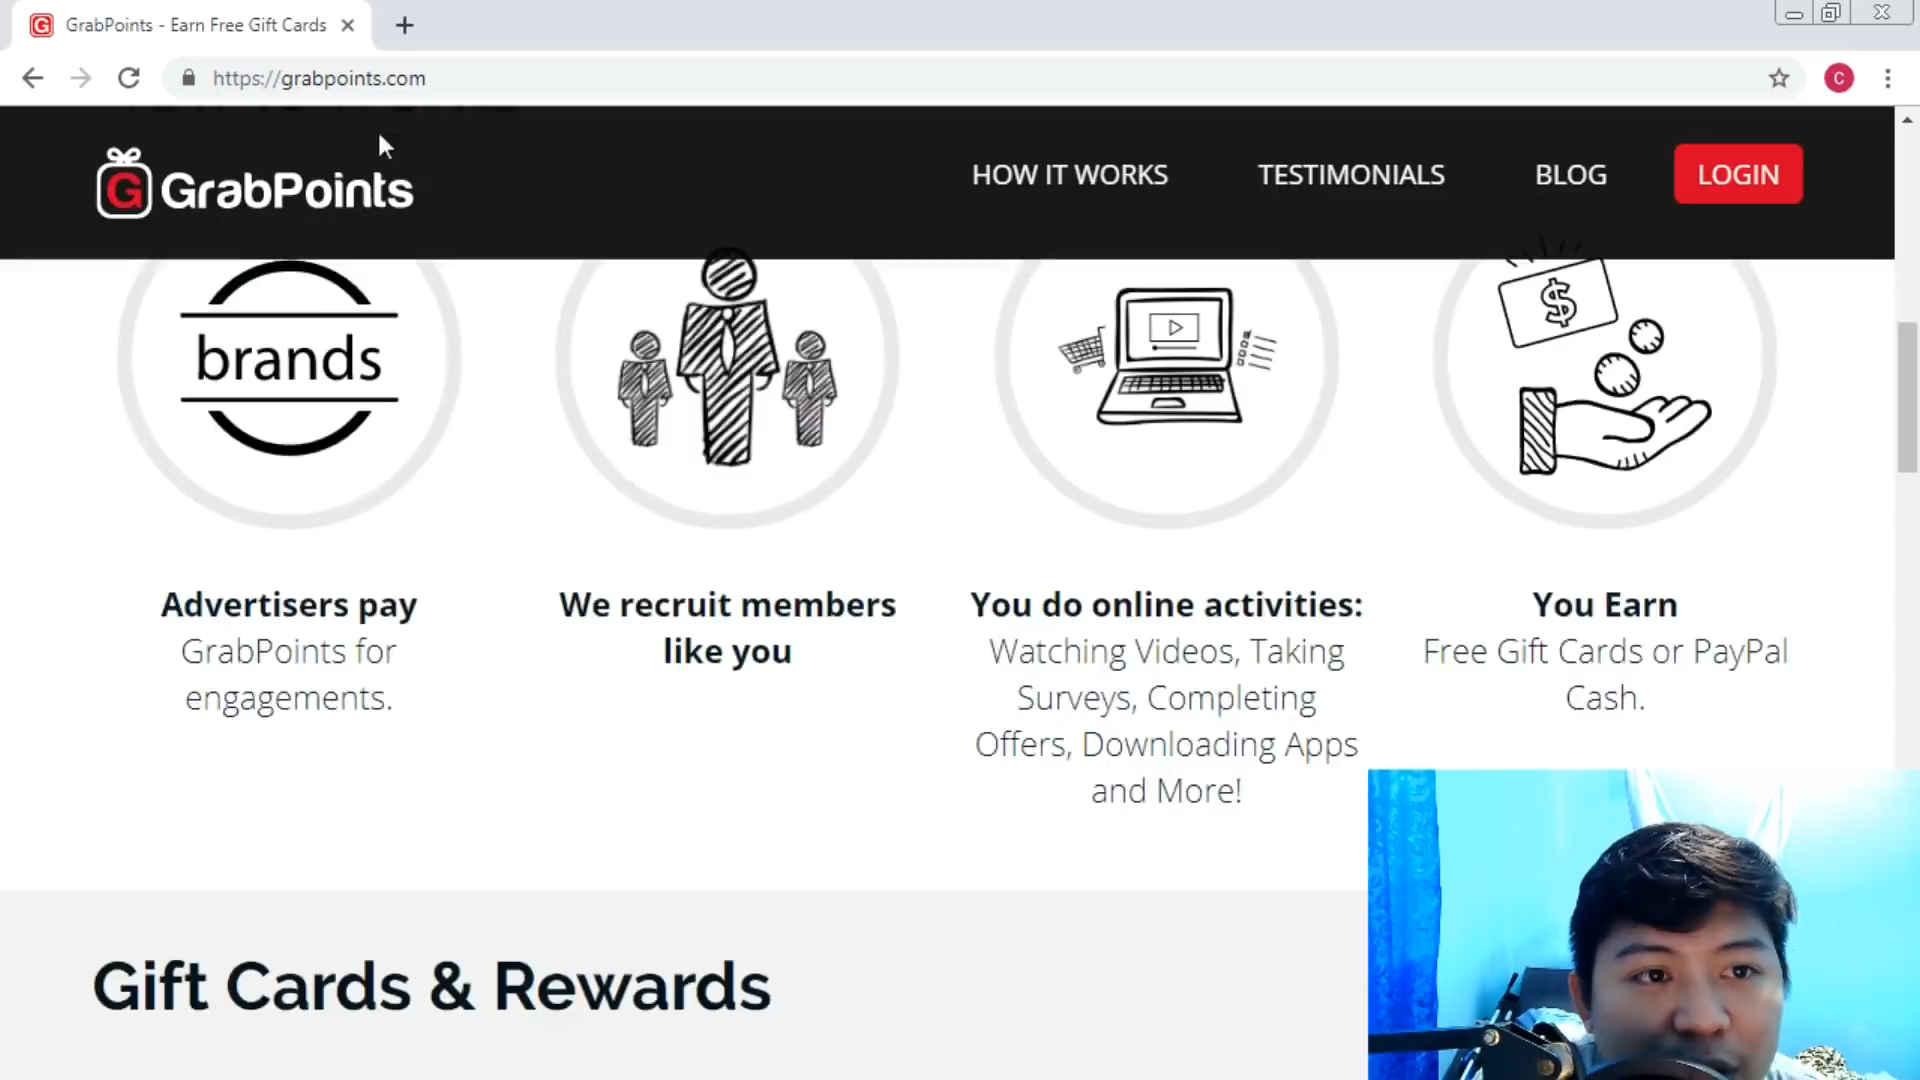 GrabPoints - Earn Free Gift Cards
https://grabpoints.com
C
G GrabPoints
HOW IT WORKS
TESTIMONIALS
BLOG
LOGIN
brands
$
Advertisers pay
GrabPoints for
engagements.
We recruit members
like you
You do online activities:
Watching Videos, Taking
Surveys, Completing
Offers, Downloading Apps
and More!
You Earn
Free Gift Cards or PayPal
Cash.
Gift Cards & Rewards